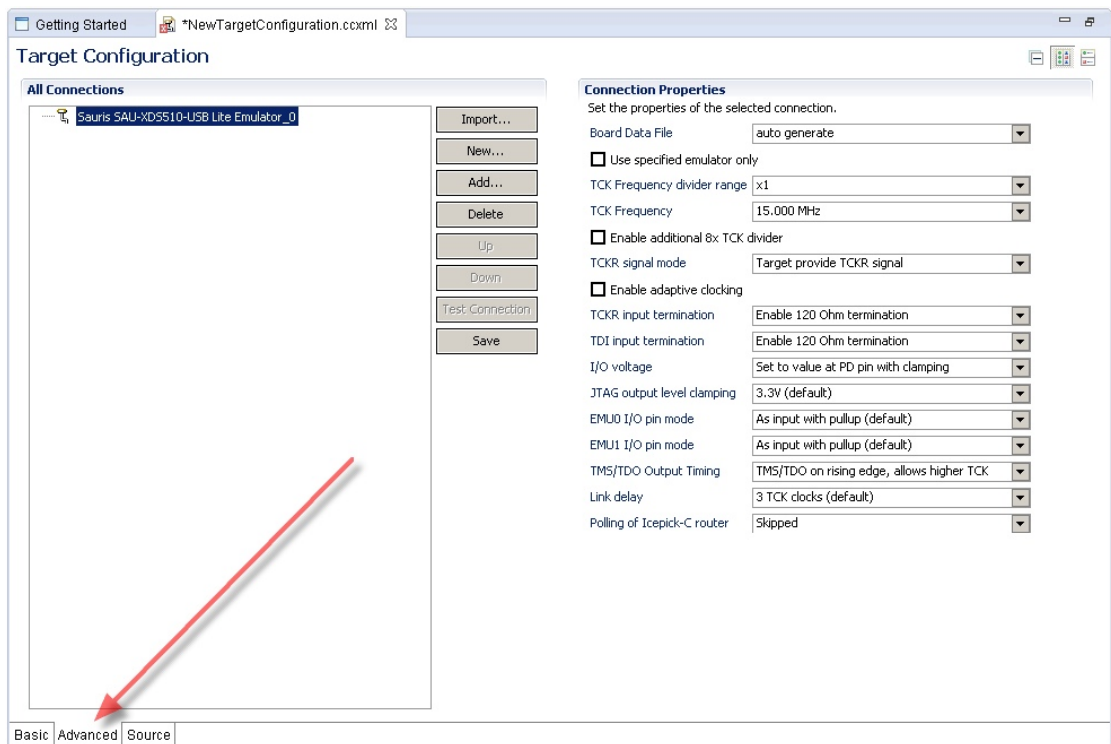 Getting Started
*NewTargetConfiguration.ccxml
Target Configuration
All Connections
Sauris SAU-XDS510-USB Lite Emulator_0
Import...
New...
Add...
Delete
Up
Down
Test Connection
Save
Connection Properties
Set the properties of the selected connection.
Board Data File auto generate
Use specified emulator only
TCK Frequency divider range x1
TCK Frequency 15.000 MHz
Enable additional 8x TCK divider
TCKR signal mode Target provide TCKR signal
Enable adaptive clocking
TCKR input termination Enable 120 Ohm termination
TDI input termination Enable 120 Ohm termination
I/O voltage Set to value at PD pin with clamping
JTAG output level clamping 3.3V (default)
EMU0 I/O pin mode As input with pullup (default)
EMU1 I/O pin mode As input with pullup (default)
TMS/TDO Output Timing TMS/TDO on rising edge, allows higher TCK
Link delay 3 TCK clocks (default)
Polling of Icepick-C router Skipped
Basic Advanced Source